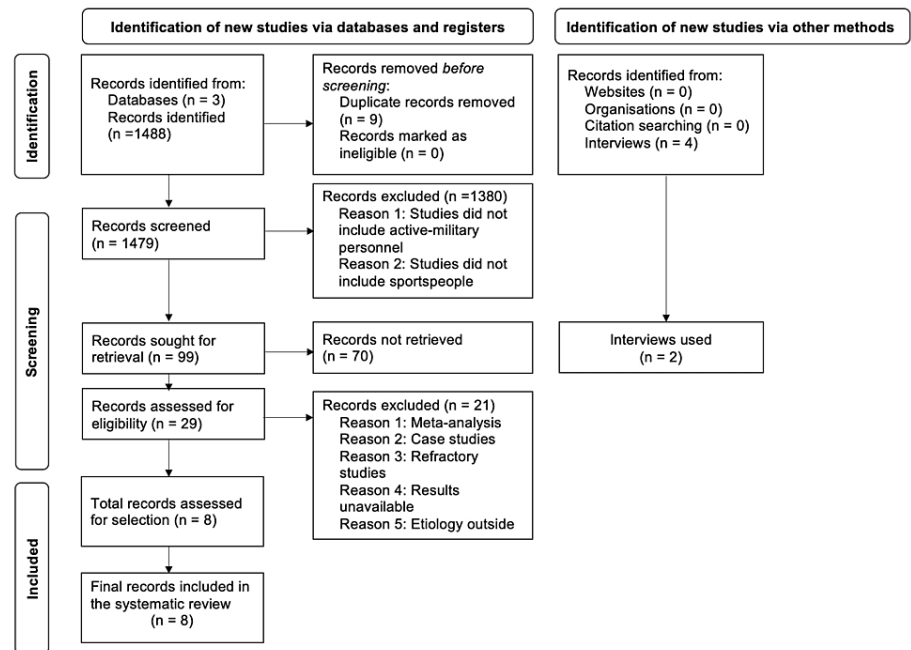 Identification of new studies via databases and registers
Identification of new studies via other methods
Identification
Records identified from:
Databases (n = 3)
Records identified
(n =1488)
Records removed before
screening:
Duplicate records removed
(n = 9)
Records marked as
ineligible (n = 0)
Records identified from:
Websites (n = 0)
Organisations (n = 0)
Citation searching (n = 0)
Interviews (n = 4)
Screening
Records screened
(n = 1479)
Records excluded (n =1380)
Reason 1: Studies did not
include active-military
personnel
Reason 2: Studies did not
include sportspeople
Records sought for
retrieval (n = 99)
Records not retrieved
(n = 70)
Interviews used
(n = 2)
Records assessed for
eligibility (n = 29)
Records excluded (n = 21)
Reason 1: Meta-analysis
Reason 2: Case studies
Reason 3: Refractory
studies
Reason 4: Results
unavailable
Reason 5: Etiology outside
Included
Total records assessed
for selection (n = 8)
Final records included in
the systematic review
(n = 8)